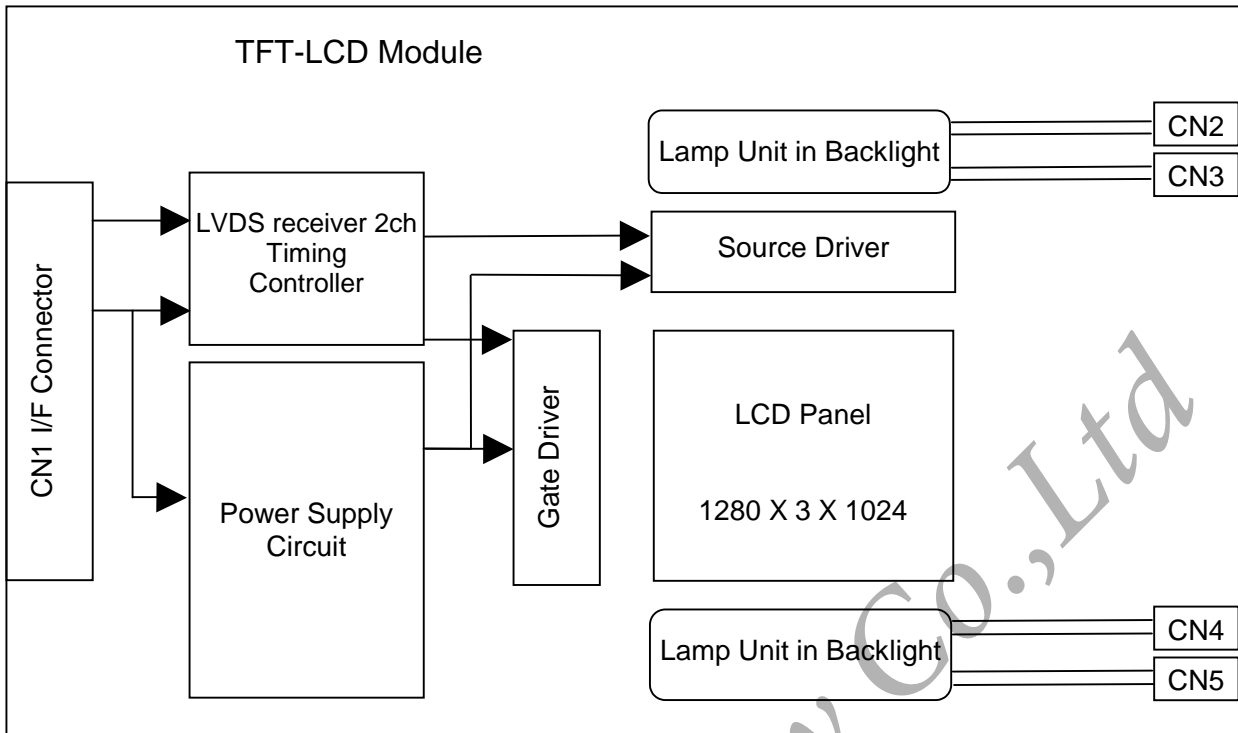 TFT-LCD Module
Lamp Unit in Backlight
CN2
CN3
CN1 I/F Connector
LVDS receiver 2ch
Timing
Controller
Source Driver
Power Supply
Circuit
Gate Driver
LCD Panel
1280 X 3 X 1024
Lamp Unit in Backlight
CN4
CN5
Co.,Ltd